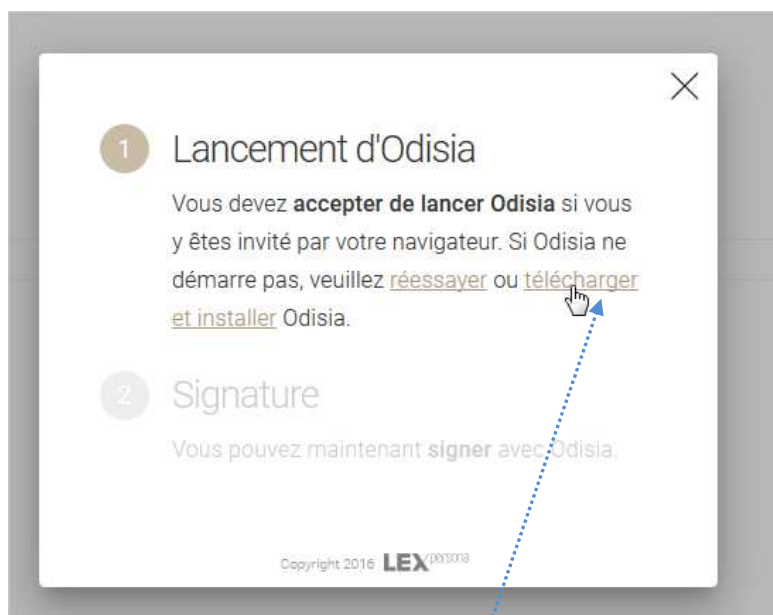 1 Lancement d'Odisia
Vous devez accepter de lancer Odisia si vous
y êtes invité par votre navigateur. Si Odisia ne
démarre pas, veuillez réessayer ou télécharger
et installer Odisia.
2 Signature
Vous pouvez maintenant signer avec Odisia.
Copyright 2016 LEX persona